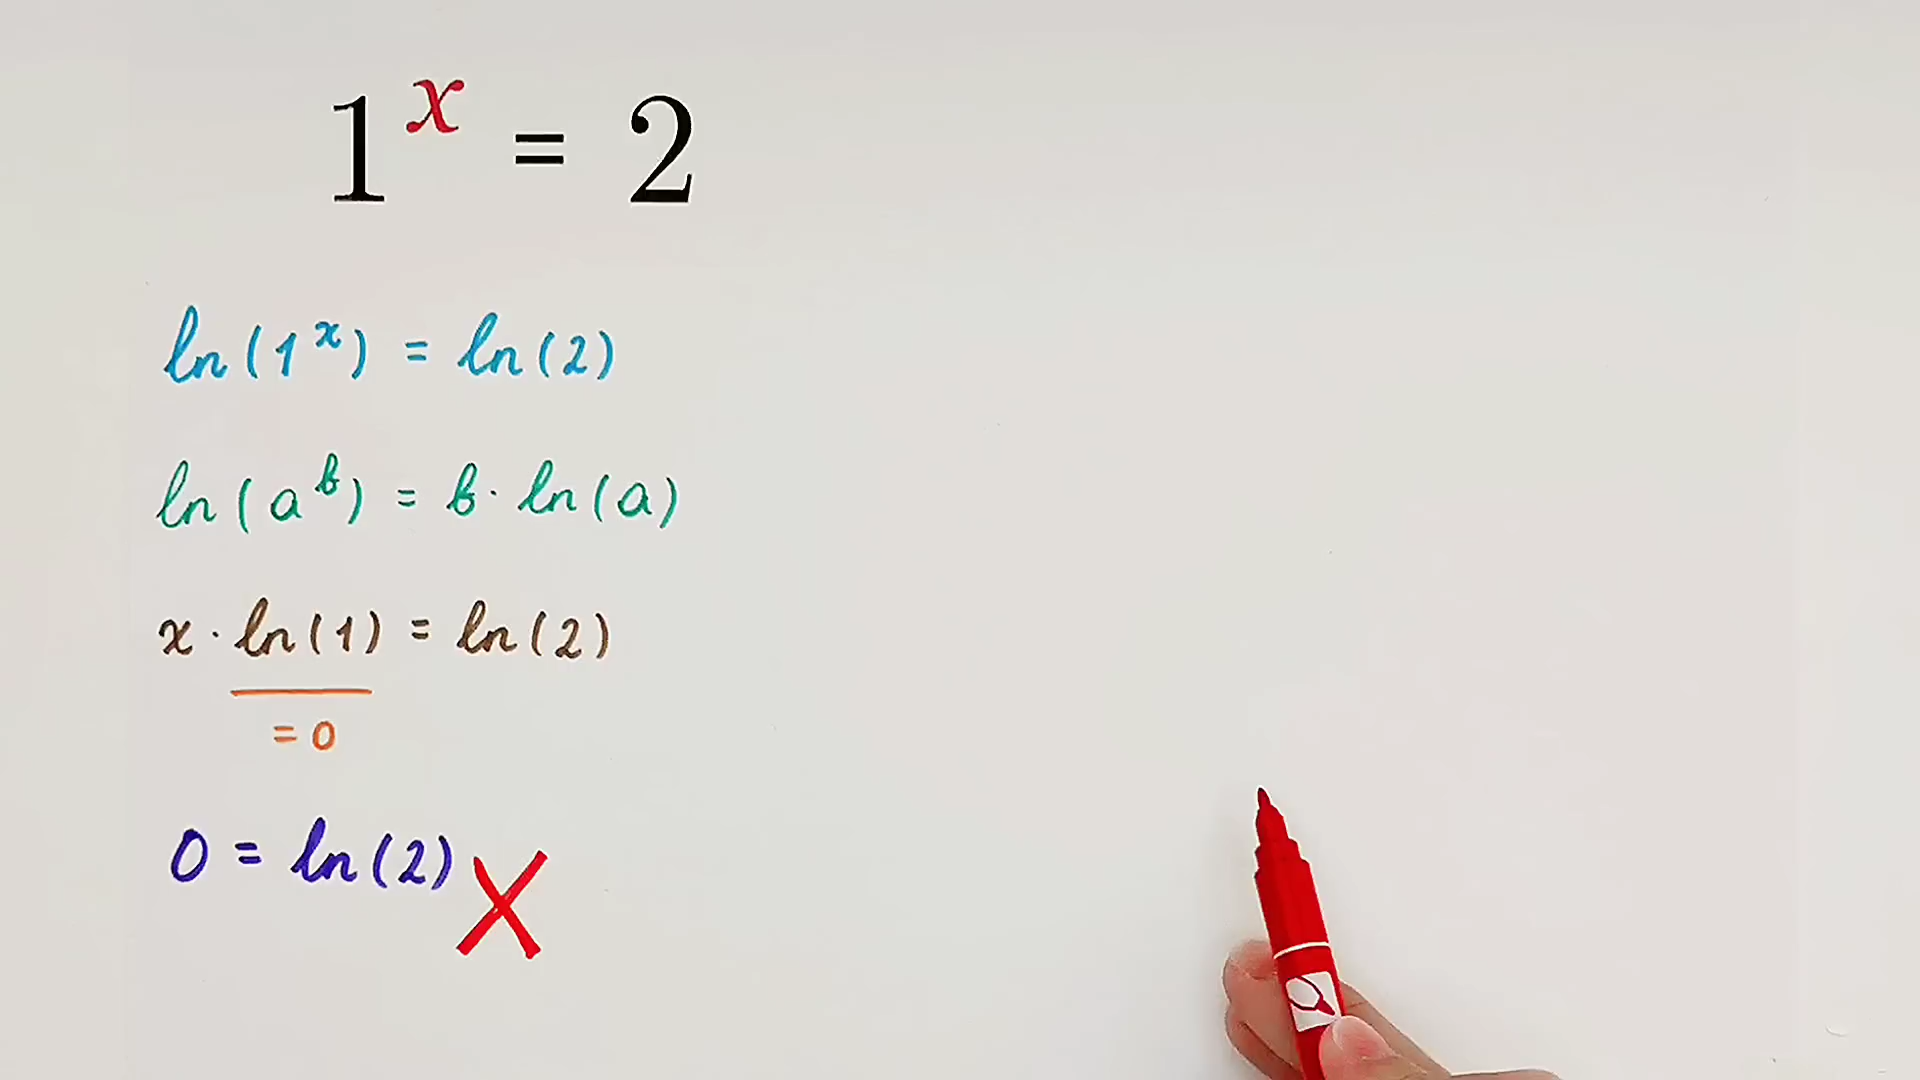 1^x = 2
ln(1^x) = ln(2)
ln(a^b) = b · ln(a)
x · ln(1) = ln(2)
= 0
0 = ln(2) X